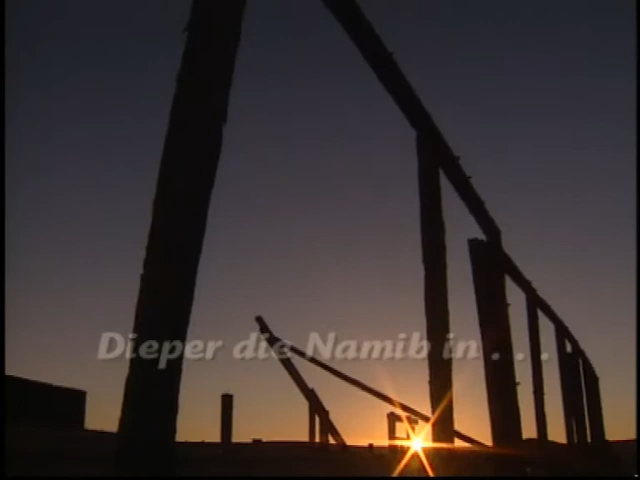 Dieper die Namib in . . .